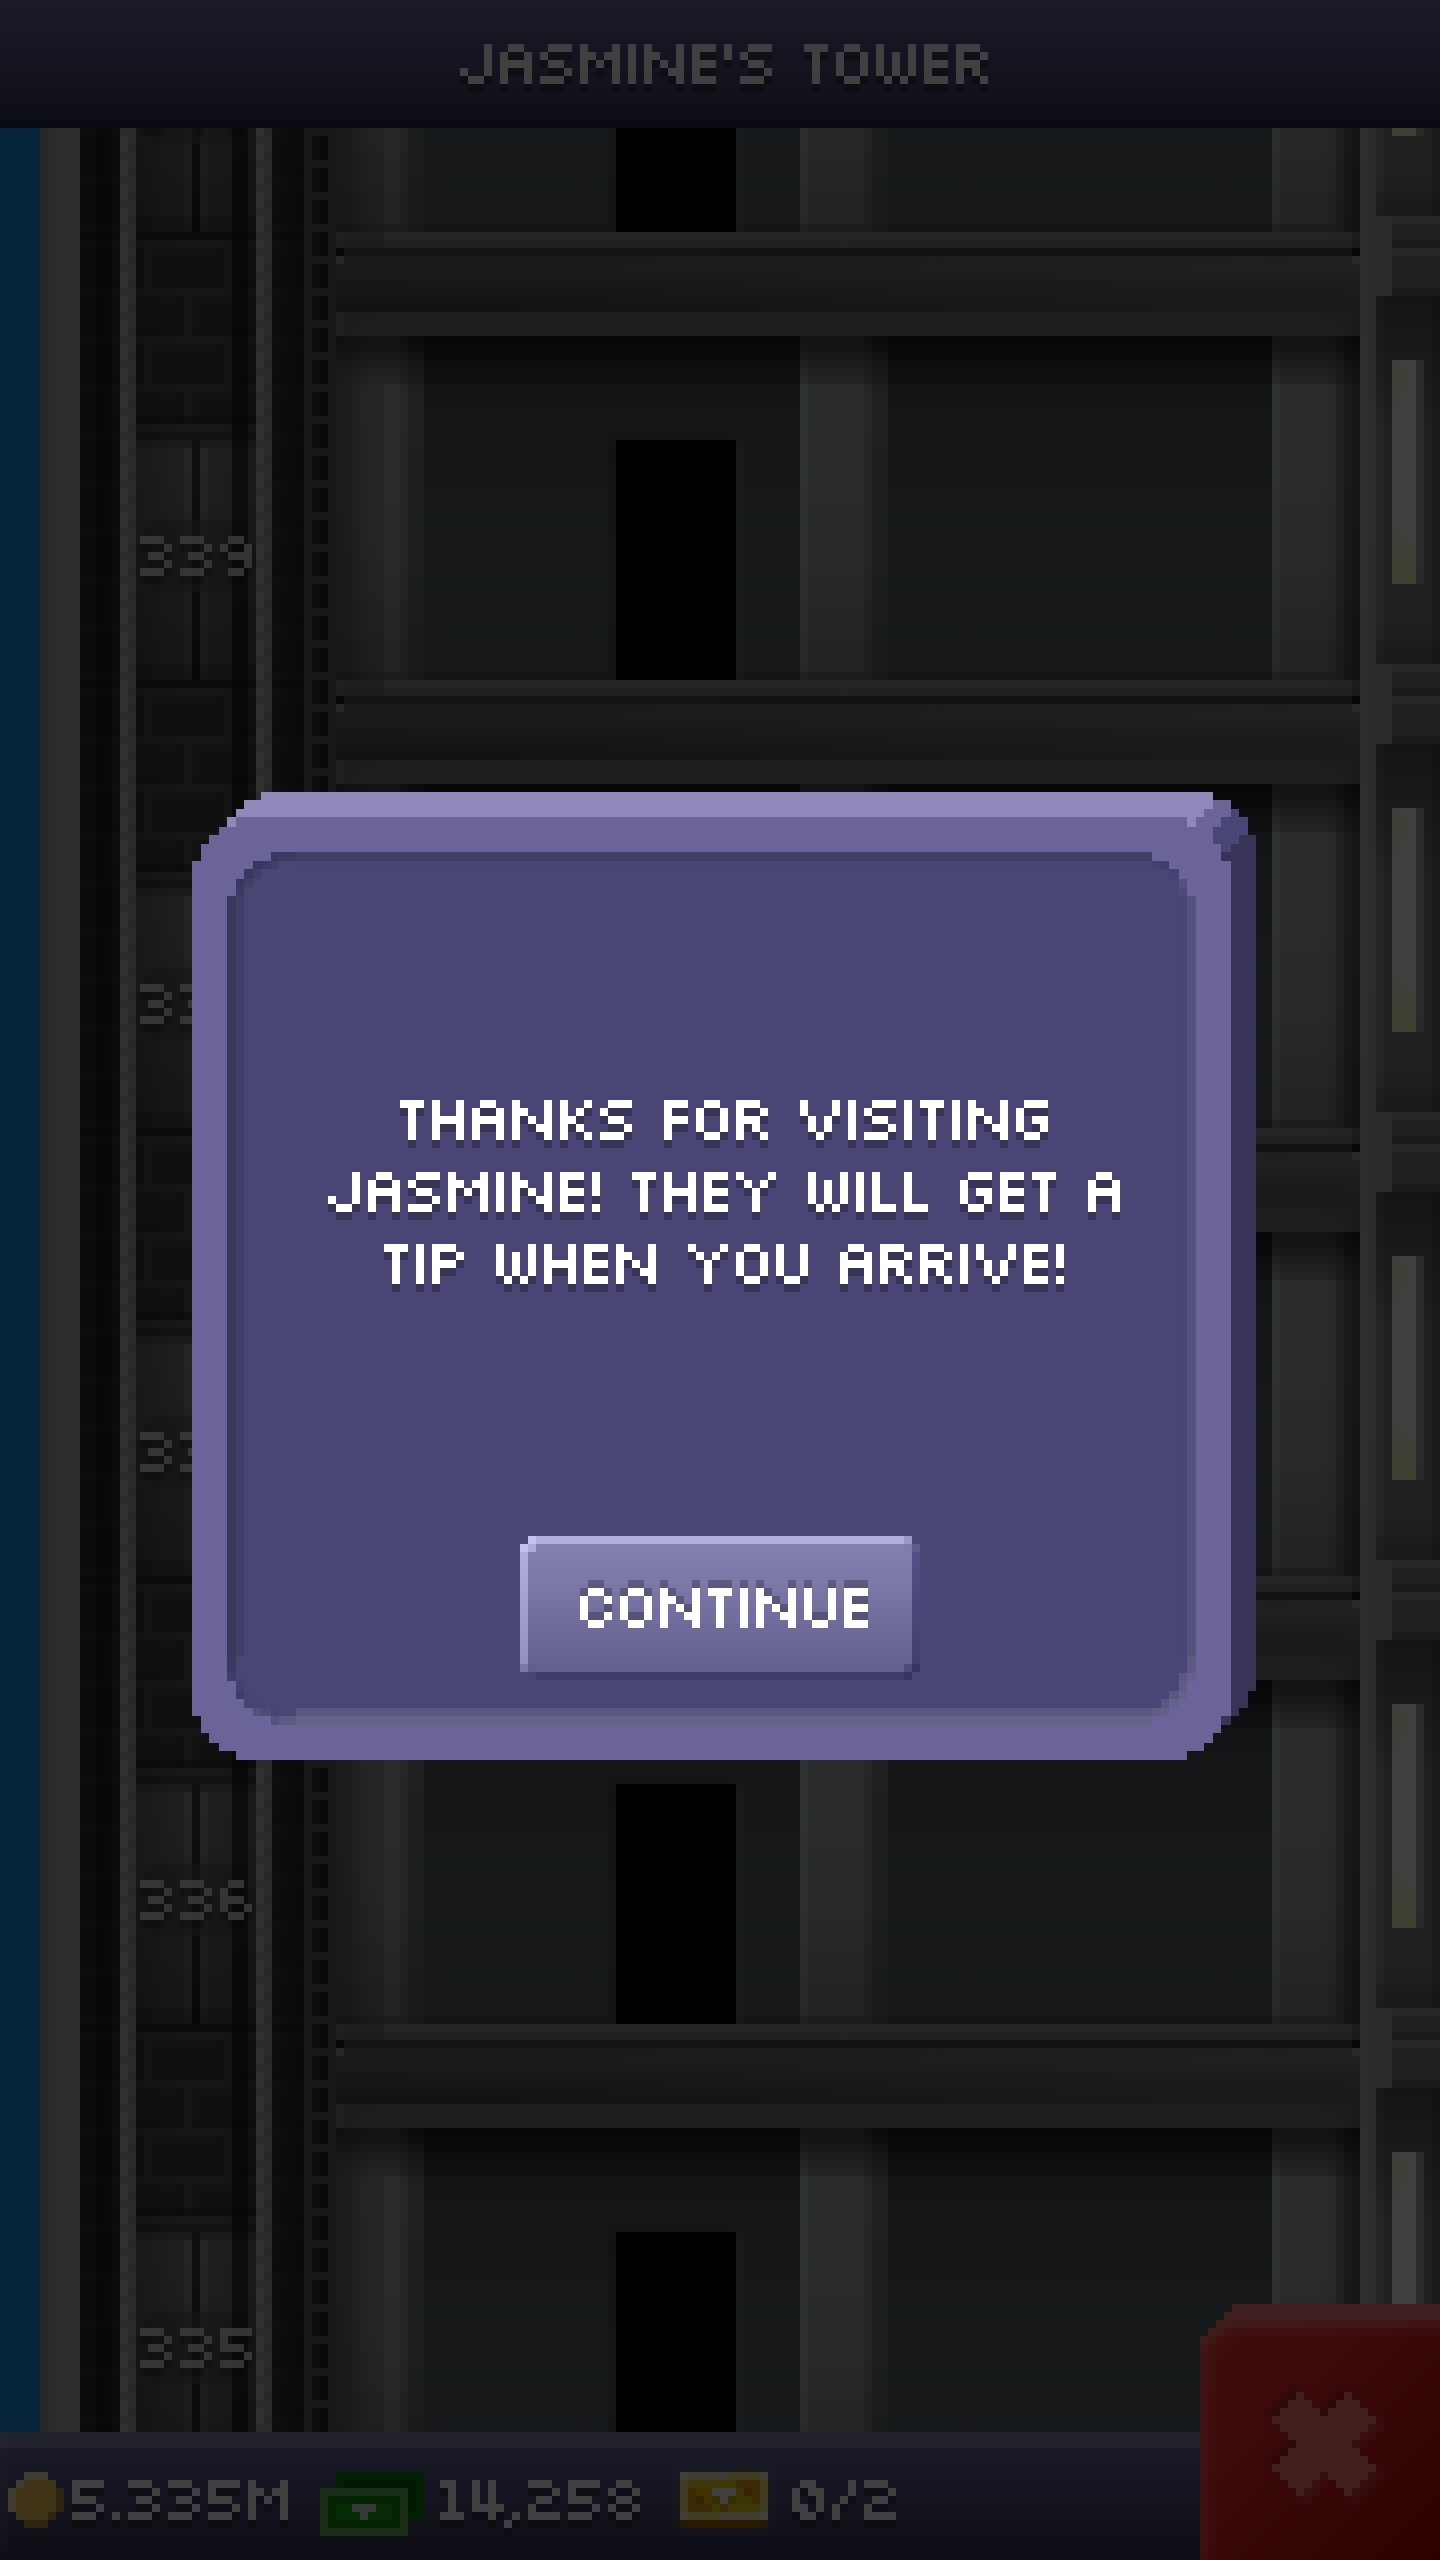 JASMINE'S TOWER
339
THANKS FOR VISITING
JASMINE! THEY WILL GET A
TIP WHEN YOU ARRIVE!
CONTINUE
336
335
5.335M 14,258 0/2